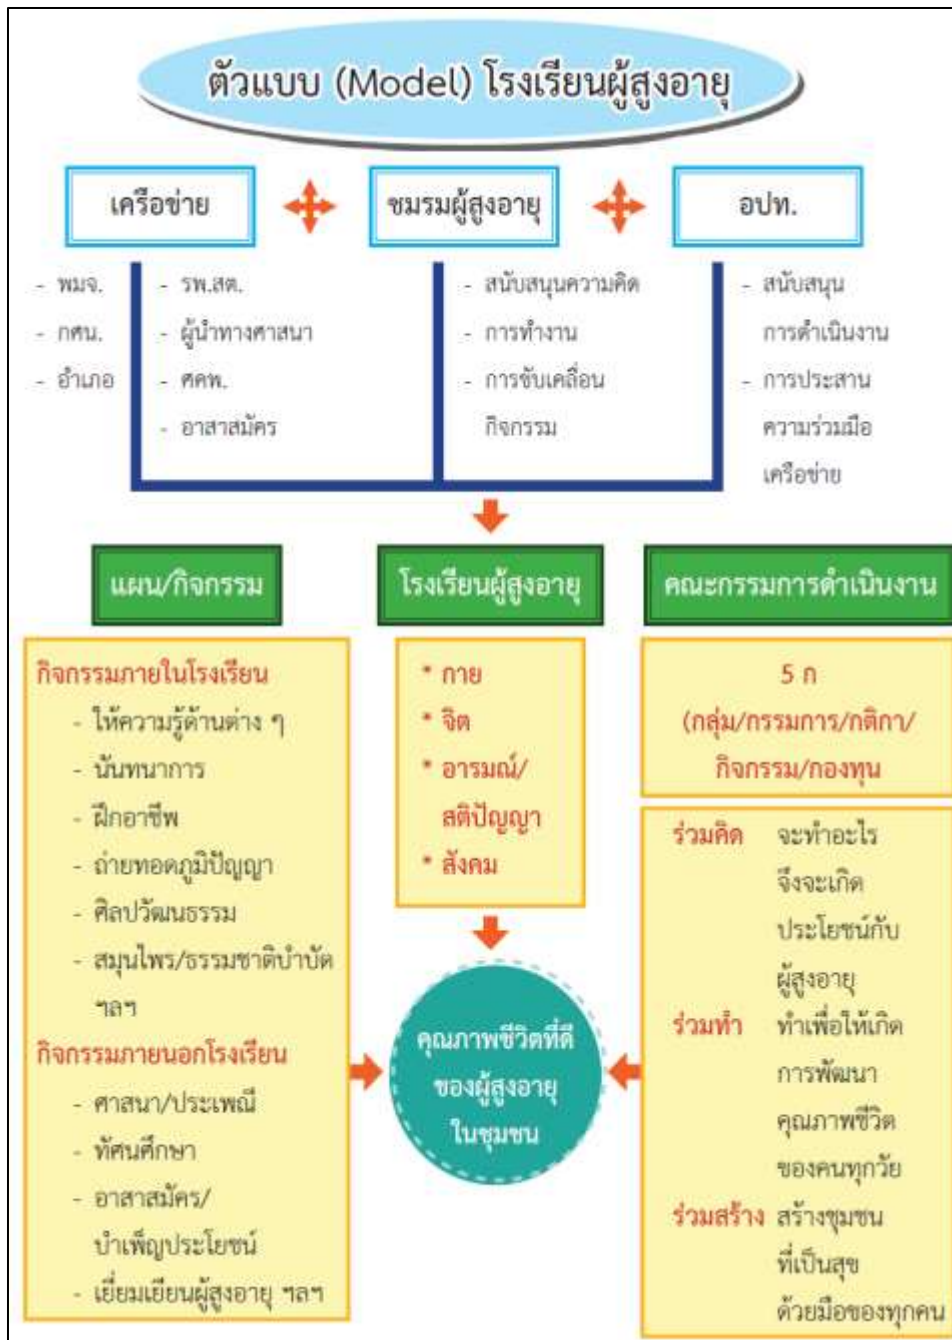 ตัวแบบ (Model) โรงเรียนผู้สูงอายุ
เครือข่าย
- พมจ.
- กศน.
- อำเภอ
- รพ.สต.
- ผู้นำทางศาสนา
- ศคพ.
- อาสาสมัคร
ชมรมผู้สูงอายุ
- สนับสนุนความคิด
- การทำงาน
- การขับเคลื่อน
กิจกรรม
อปท.
- สนับสนุน
การดำเนินงาน
- การประสาน
ความร่วมมือ
เครือข่าย
แผน/กิจกรรม
กิจกรรมภายในโรงเรียน
- ให้ความรู้ด้านต่าง ๆ
- นันทนาการ
- ฝึกอาชีพ
- ถ่ายทอดภูมิปัญญา
- ศิลปวัฒนธรรม
- สมุนไพร/ธรรมชาติบำบัด
ฯลฯ
กิจกรรมภายนอกโรงเรียน
- ศาสนา/ประเพณี
- ทัศนศึกษา
- อาสาสมัคร/
บำเพ็ญประโยชน์
- เยี่ยมเยียนผู้สูงอายุ ฯลฯ
โรงเรียนผู้สูงอายุ
* กาย
* จิต
* อารมณ์/
สติปัญญา
* สังคม
คุณภาพชีวิตที่ดี
ของผู้สูงอายุ
ในชุมชน
คณะกรรมการดำเนินงาน
5 ก
(กลุ่ม/กรรมการ/กติกา/
กิจกรรม/กองทุน
ร่วมคิด จะทำอะไร
จึงจะเกิด
ประโยชน์กับ
ผู้สูงอายุ
ร่วมทำ ทำเพื่อให้เกิด
การพัฒนา
คุณภาพชีวิต
ของคนทุกวัย
ร่วมสร้าง สร้างชุมชน
ที่เป็นสุข
ด้วยมือของทุกคน